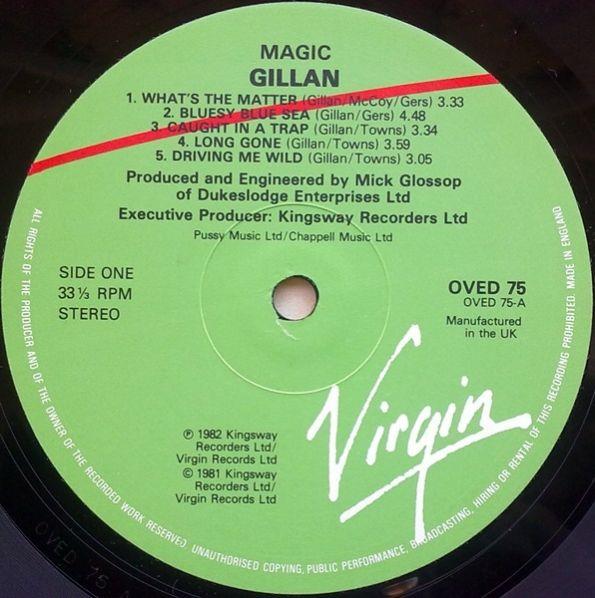 MAGIC
GILLAN
1. WHAT'S THE MATTER (Gillan/McCoy/Gers) 3.33
2. BLUESY BLUE SEA (Gillan/Gers) 4.48
3. CAUGHT IN A TRAP (Gillan/Towns) 3.34
4. LONG GONE (Gillan/Towns) 3.59
5. DRIVING ME WILD (Gillan/Towns) 3.05
Produced and Engineered by Mick Glossop
of Dukeslodge Enterprises Ltd
Executive Producer: Kingsway Recorders Ltd
Pussy Music Ltd/Chappell Music Ltd
SIDE ONE
33⅓ RPM
STEREO
OVED 75
OVED 75-A
Manufactured
in the UK
℗ 1982 Kingsway
Recorders Ltd/
Virgin Records Ltd
© 1981 Kingsway
Recorders Ltd/
Virgin Records Ltd
Virgin
ALL RIGHTS OF THE PRODUCER AND OF THE OWNER OF THE RECORDED WORK RESERVED. UNAUTHORISED COPYING, PUBLIC PERFORMANCE, BROADCASTING, HIRING OR RENTAL OF THIS RECORDING PROHIBITED. MADE IN ENGLAND
OVED 75 A